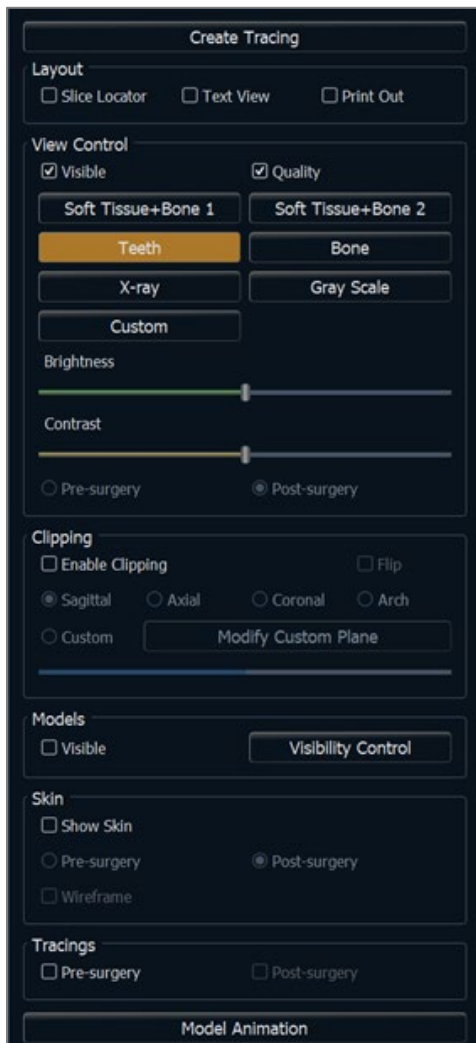 Create Tracing
Layout
Slice Locator Text View Print Out
View Control
Visible Quality
Soft Tissue+Bone 1 Soft Tissue+Bone 2
Teeth Bone
X-ray Gray Scale
Custom
Brightness
Contrast
Pre-surgery Post-surgery
Clipping
Enable Clipping Flip
Sagittal Axial Coronal Arch
Custom Modify Custom Plane
Models
Visible Visibility Control
Skin
Show Skin
Pre-surgery Post-surgery
Wireframe
Tracings
Pre-surgery Post-surgery
Model Animation